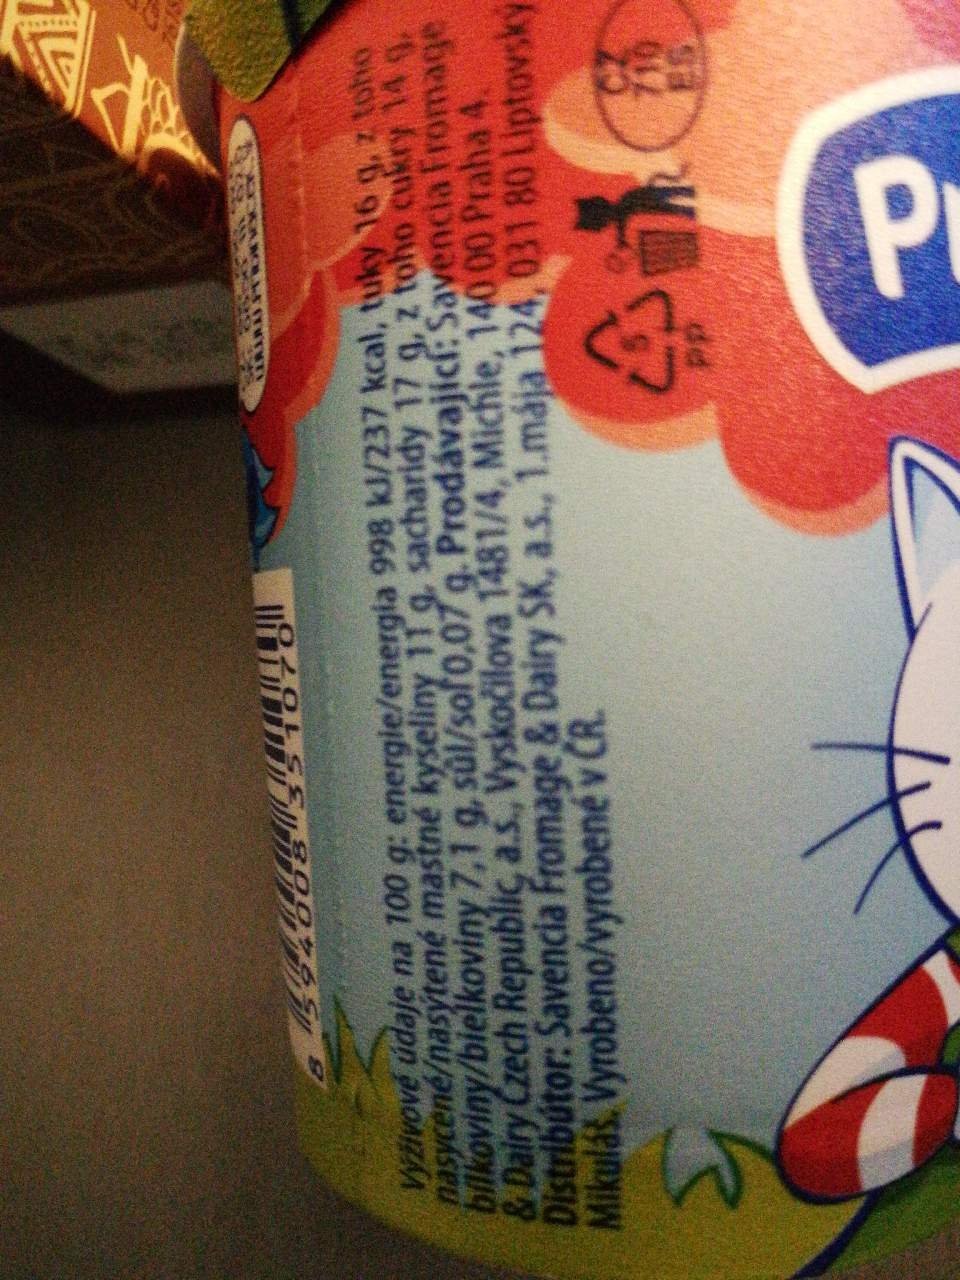 Výživové údaje na 100 g: energie/energia 998 kJ/237 kcal, tuky 16 g, z toho
nasycené/nasýtené mastné kyseliny 11 g, sacharidy 17 g, z toho cukry 14 g,
bílkoviny/bielkoviny 7,1 g, sůl/soľ 0,07 g. Prodávající: Savencia Fromage
& Dairy Czech Republic, a.s., Vyskočilova 1481/4, Michle, 140 00 Praha 4.
Distribútor: Savencia Fromage & Dairy SK, a.s., 1.mája 124, 031 80 Liptovský
Mikuláš. Vyrobeno/vyrobené v ČR.
8 594008 351070
5
PP
CZ
710
ES